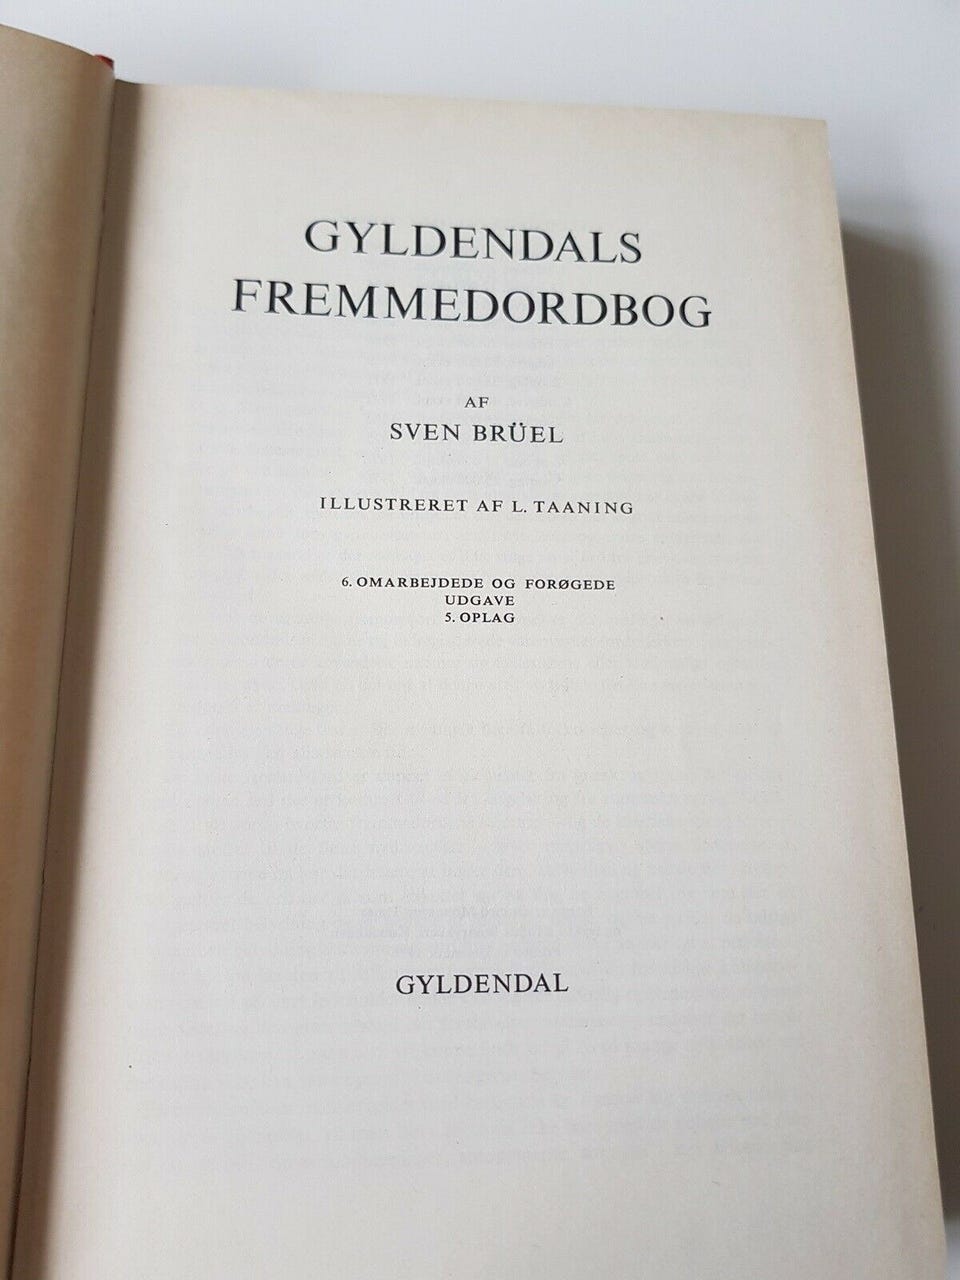 GYLDENDALS
FREMMEDORDBOG
AF
SVEN BRÜEL
ILLUSTRERET AF L. TAANING
6. OMARBEJDEDE OG FORØGEDE
UDGAVE
5. OPLAG
GYLDENDAL